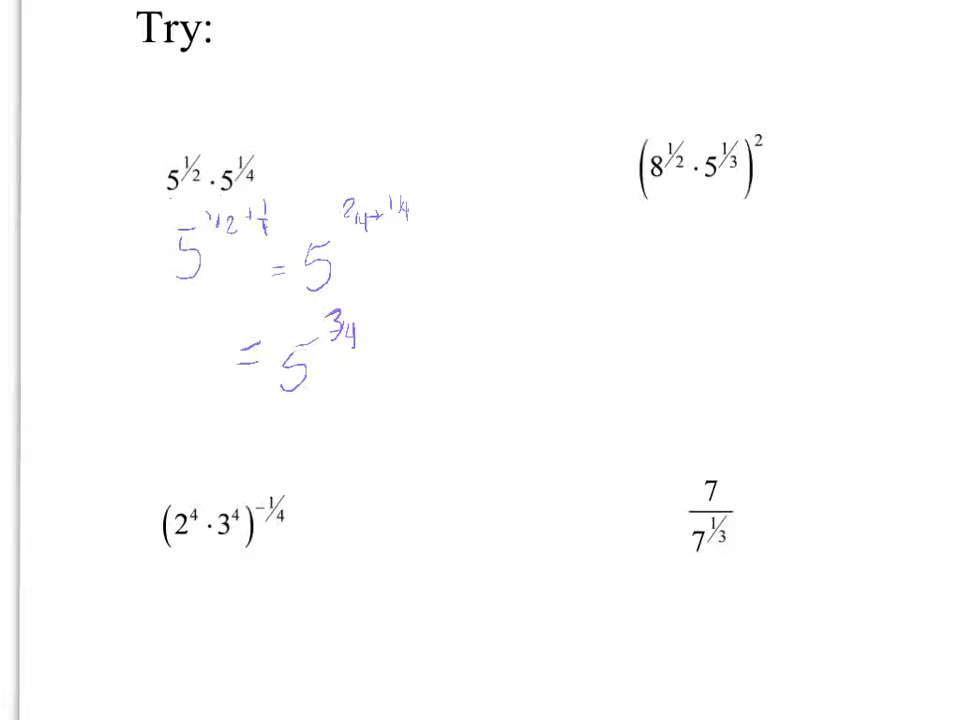 Try:
5^{1/2} · 5^{1/4}
(8^{1/2} · 5^{1/3})^2
5^{1/2 + 1/4} = 5^{2/4 + 1/4}
= 5^{3/4}
(2^4 · 3^4)^{-1/4}
7
7^{1/3}